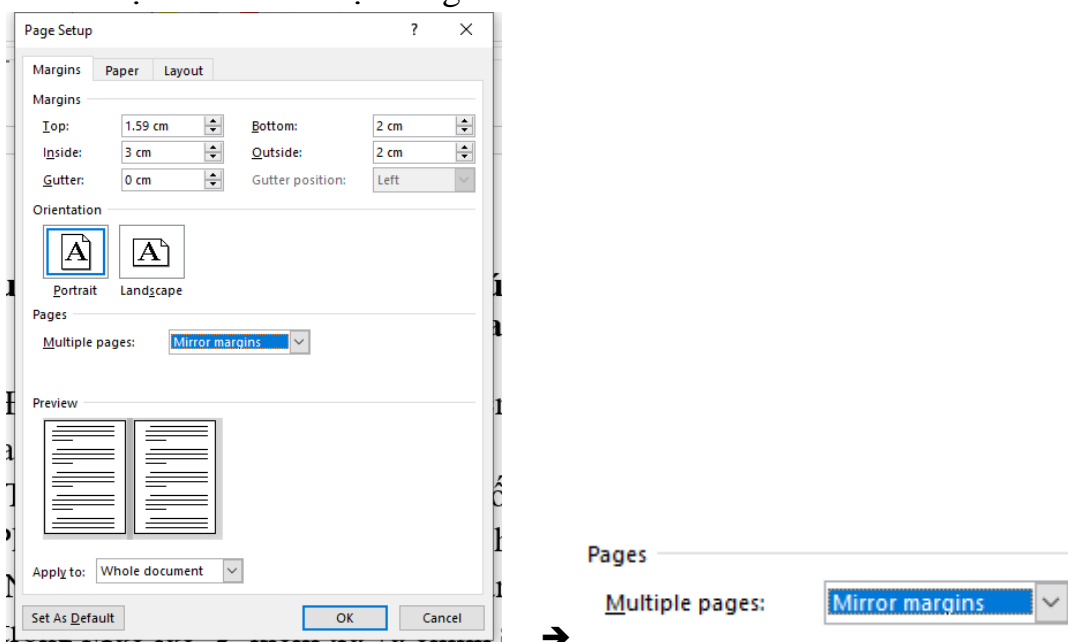 Page Setup ? ×
Margins Paper Layout
Margins
Top: 1.59 cm Bottom: 2 cm
Inside: 3 cm Outside: 2 cm
Gutter: 0 cm Gutter position: Left
Orientation
A A
Portrait Landscape
Pages
Multiple pages: Mirror margins
Preview
Apply to: Whole document
Set As Default OK Cancel
➔
Pages
Multiple pages: Mirror margins